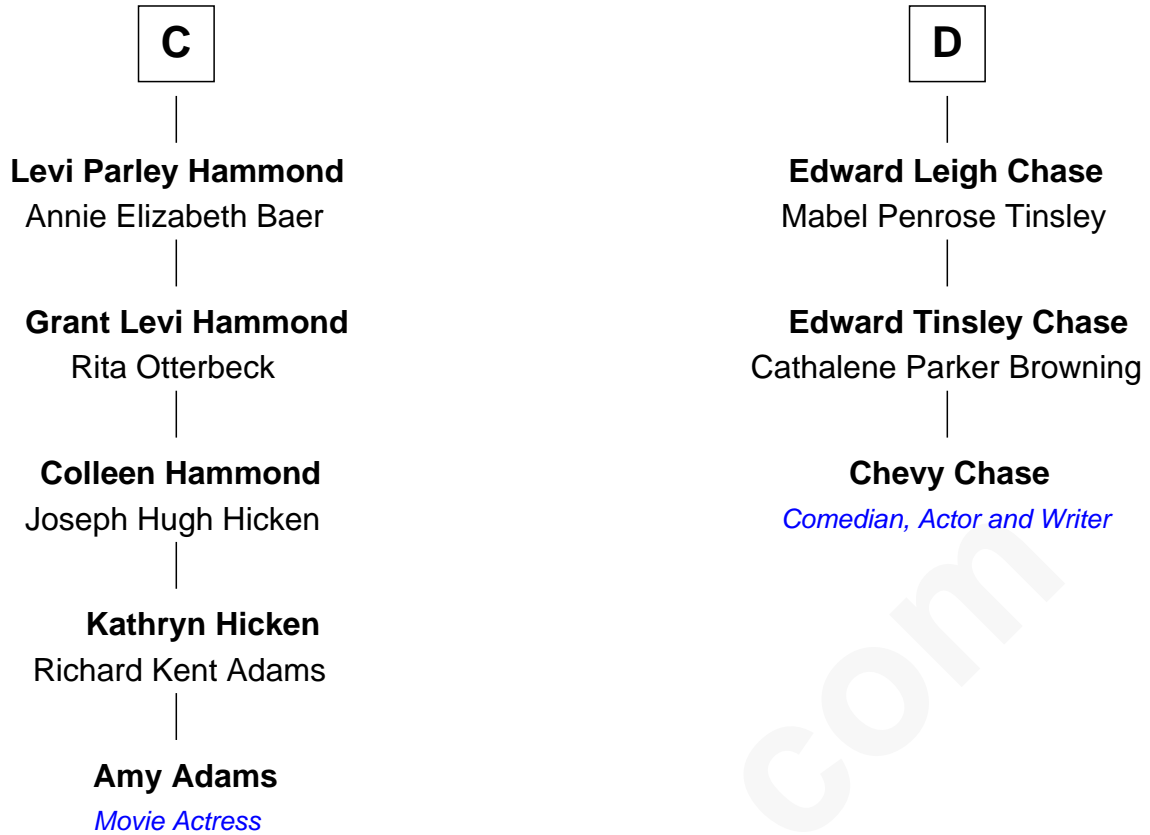 C
Levi Parley Hammond
Annie Elizabeth Baer
Grant Levi Hammond
Rita Otterbeck
Colleen Hammond
Joseph Hugh Hicken
Kathryn Hicken
Richard Kent Adams
Amy Adams
Movie Actress
D
Edward Leigh Chase
Mabel Penrose Tinsley
Edward Tinsley Chase
Cathalene Parker Browning
Chevy Chase
Comedian, Actor and Writer
com